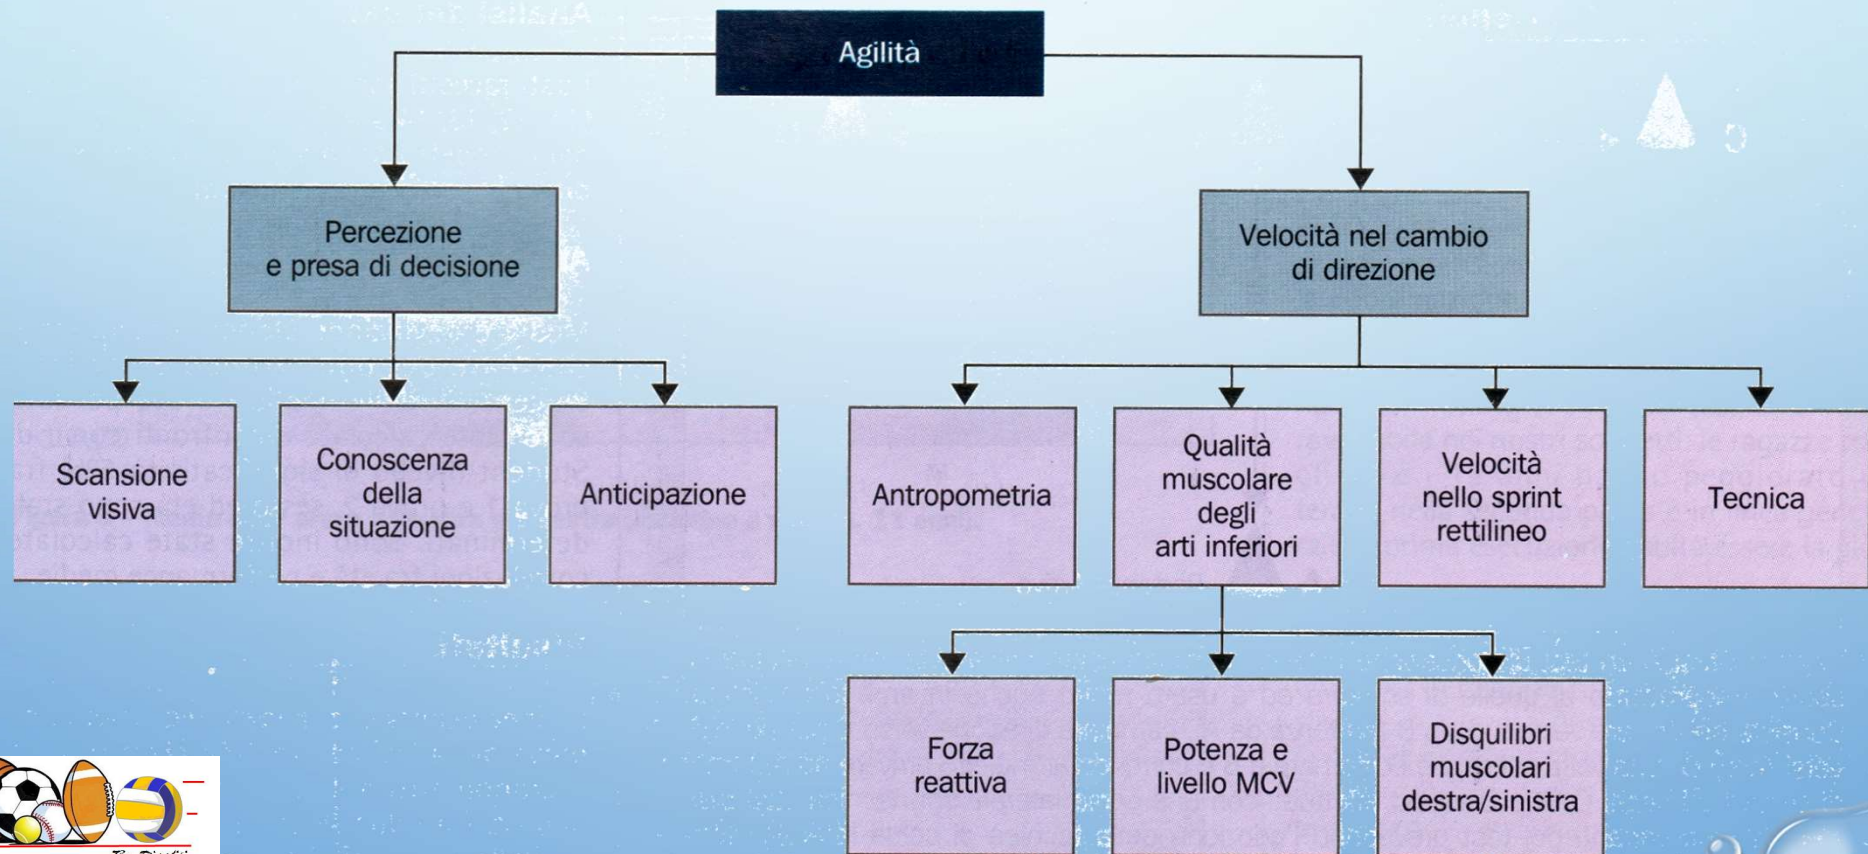 Agilità
Percezione
e presa di decisione
Velocità nel cambio
di direzione
Scansione
visiva
Conoscenza
della
situazione
Anticipazione
Antropometria
Qualità
muscolare
degli
arti inferiori
Velocità
nello sprint
rettilineo
Tecnica
Forza
reattiva
Potenza e
livello MCV
Disquilibri
muscolari
destra/sinistra